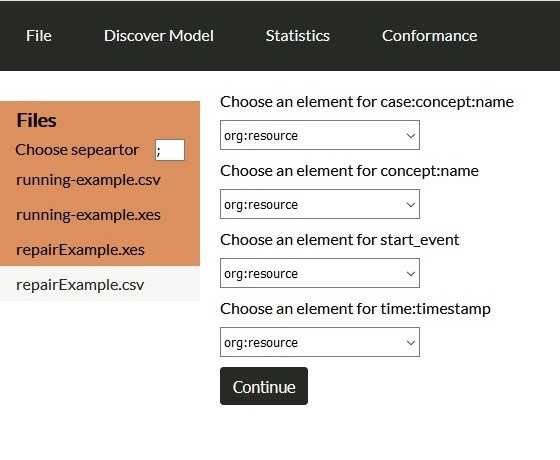 File Discover Model Statistics Conformance
Files
Choose sepeartor ;
running-example.csv
running-example.xes
repairExample.xes
repairExample.csv
Choose an element for case:concept:name
org:resource
Choose an element for concept:name
org:resource
Choose an element for start_event
org:resource
Choose an element for time:timestamp
org:resource
Continue